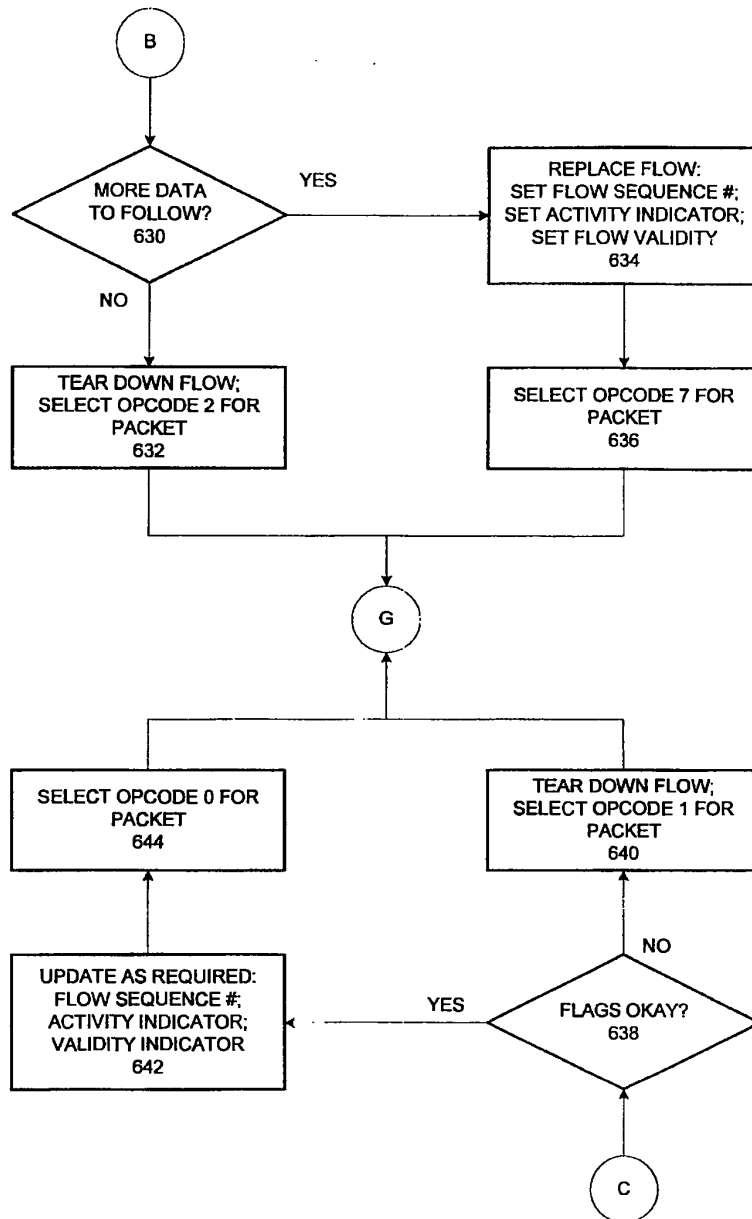 B
MORE DATA
TO FOLLOW?
630
YES
REPLACE FLOW:
SET FLOW SEQUENCE #;
SET ACTIVITY INDICATOR;
SET FLOW VALIDITY
634
NO
TEAR DOWN FLOW;
SELECT OPCODE 2 FOR
PACKET
632
SELECT OPCODE 7 FOR
PACKET
636
G
SELECT OPCODE 0 FOR
PACKET
644
TEAR DOWN FLOW;
SELECT OPCODE 1 FOR
PACKET
640
NO
UPDATE AS REQUIRED:
FLOW SEQUENCE #;
ACTIVITY INDICATOR;
VALIDITY INDICATOR
642
YES
FLAGS OKAY?
638
C